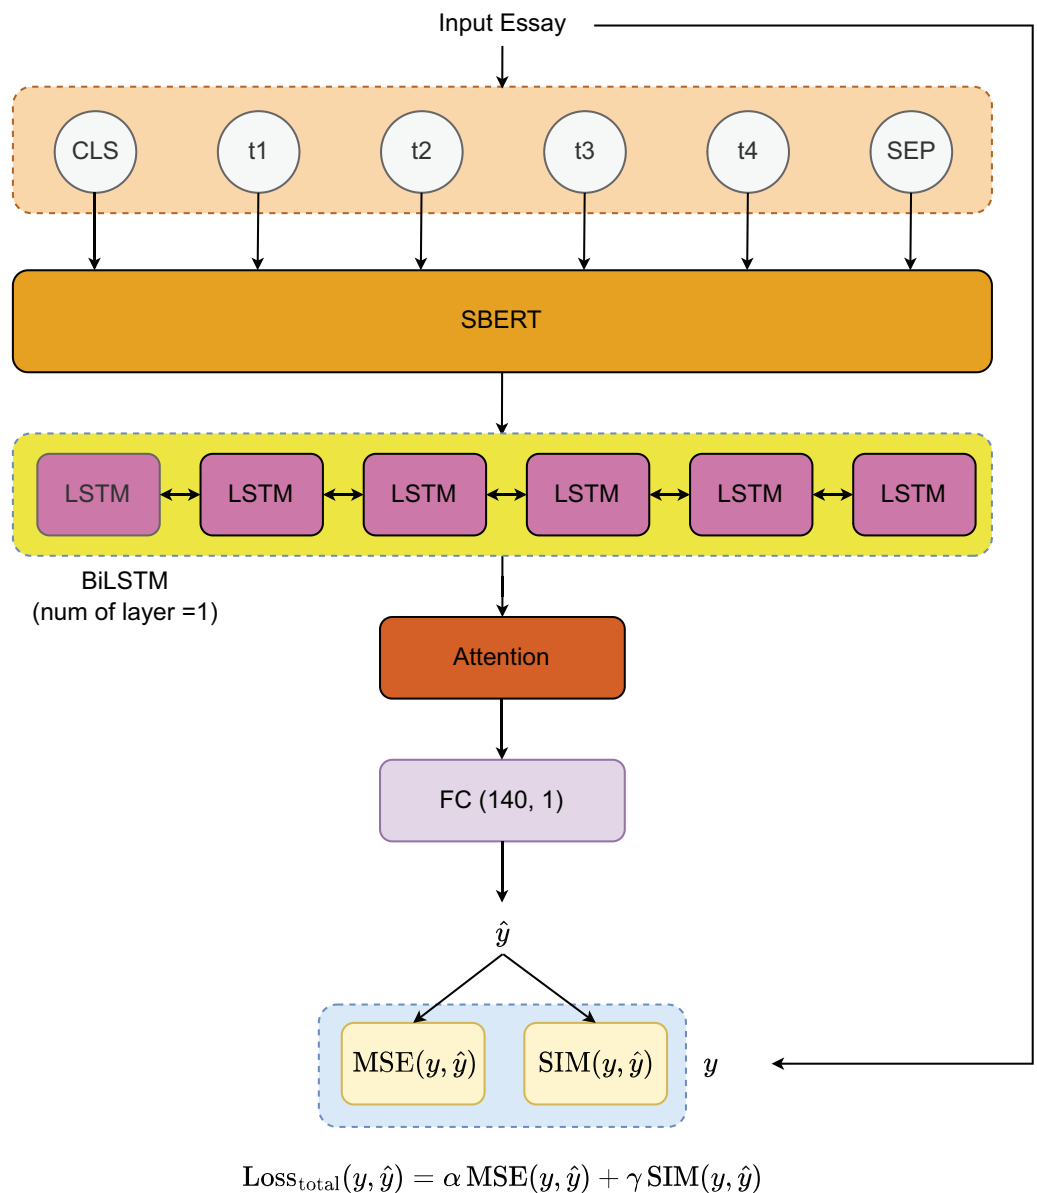 Input Essay
CLS t1 t2 t3 t4 SEP
SBERT
LSTM LSTM LSTM LSTM LSTM LSTM
BiLSTM
(num of layer =1)
Attention
FC (140, 1)
ŷ
MSE(y, ŷ) SIM(y, ŷ) y
Loss_total(y, ŷ) = α MSE(y, ŷ) + γ SIM(y, ŷ)